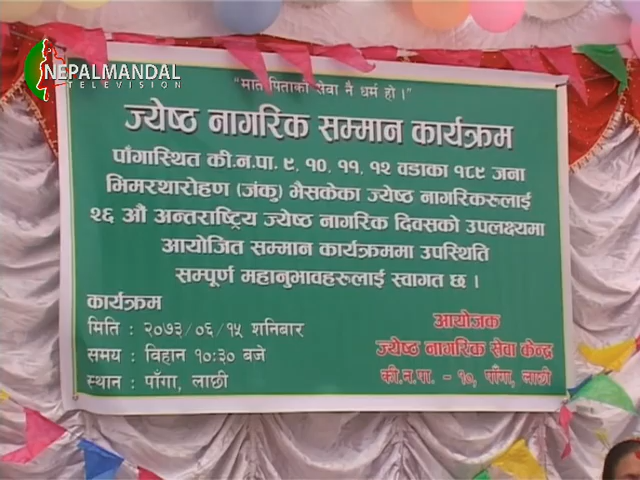 NEPALMANDAL
TELEVISION
"मातापिताको सेवा नै धर्म हो ।"
ज्येष्ठ नागरिक सम्मान कार्यक्रम
पाँगास्थित की.न.पा. ९, १०, ११, १२ वडाका १८९ जना
भिमरथारोहण (जंकु) भैसकेका ज्येष्ठ नागरिकरुलाई
२६ औं अन्तराष्ट्रिय ज्येष्ठ नागरिक दिवसको उपलक्ष्यमा
आयोजित सम्मान कार्यक्रममा उपस्थिति
सम्पूर्ण महानुभावहरुलाई स्वागत छ ।
कार्यक्रम
मिति : २०७३/०६/१५ शनिबार
समय : विहान १०:३० बजे
स्थान : पाँगा, लाछी
आयोजक
ज्येष्ठ नागरिक सेवा केन्द्र
की.न.पा. - १०, पाँगा, लाछी